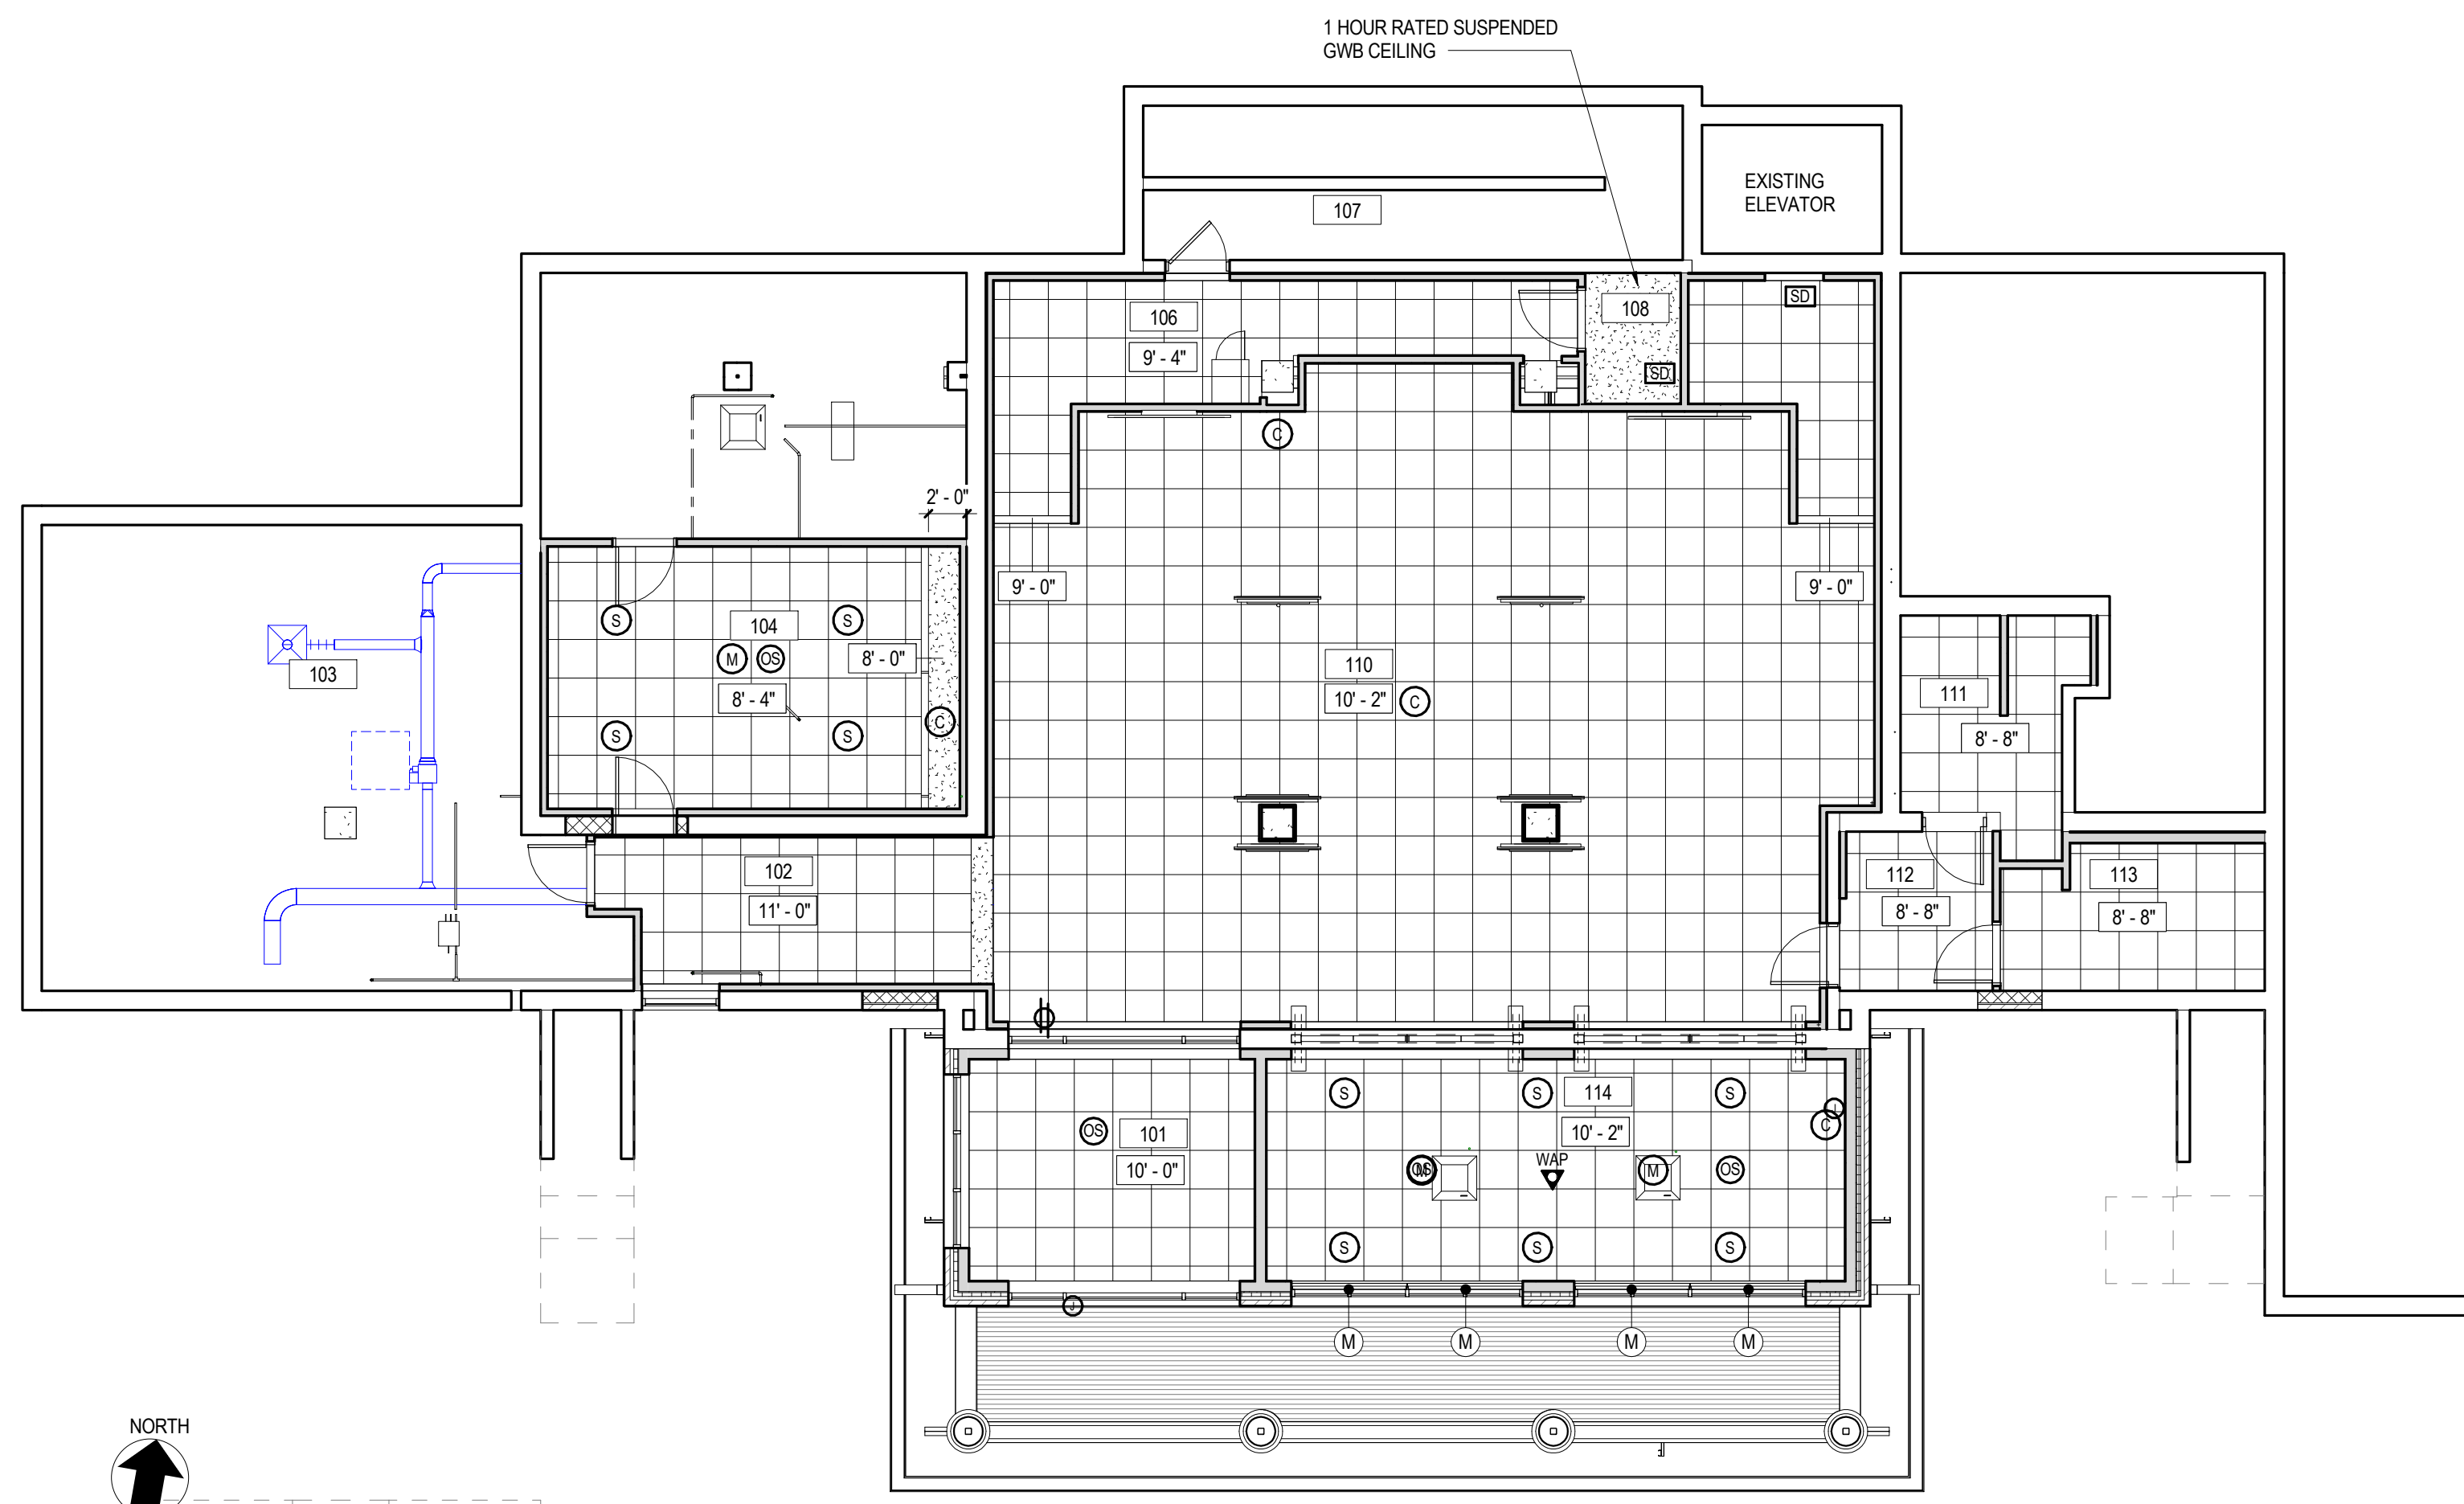 1 HOUR RATED SUSPENDED
GWB CEILING
EXISTING
ELEVATOR
107
106
9' - 4"
108
SD
SD
C
2' - 0"
9' - 0"
9' - 0"
S
104
S
M
OS
8' - 0"
8' - 4"
S
S
C
103
110
10' - 2"
C
111
8' - 8"
102
11' - 0"
112
8' - 8"
113
8' - 8"
S
S
114
S
10' - 2"
J
C
OS
101
10' - 0"
OS
M
WAP
M
OS
S
S
S
J
M
M
M
M
NORTH